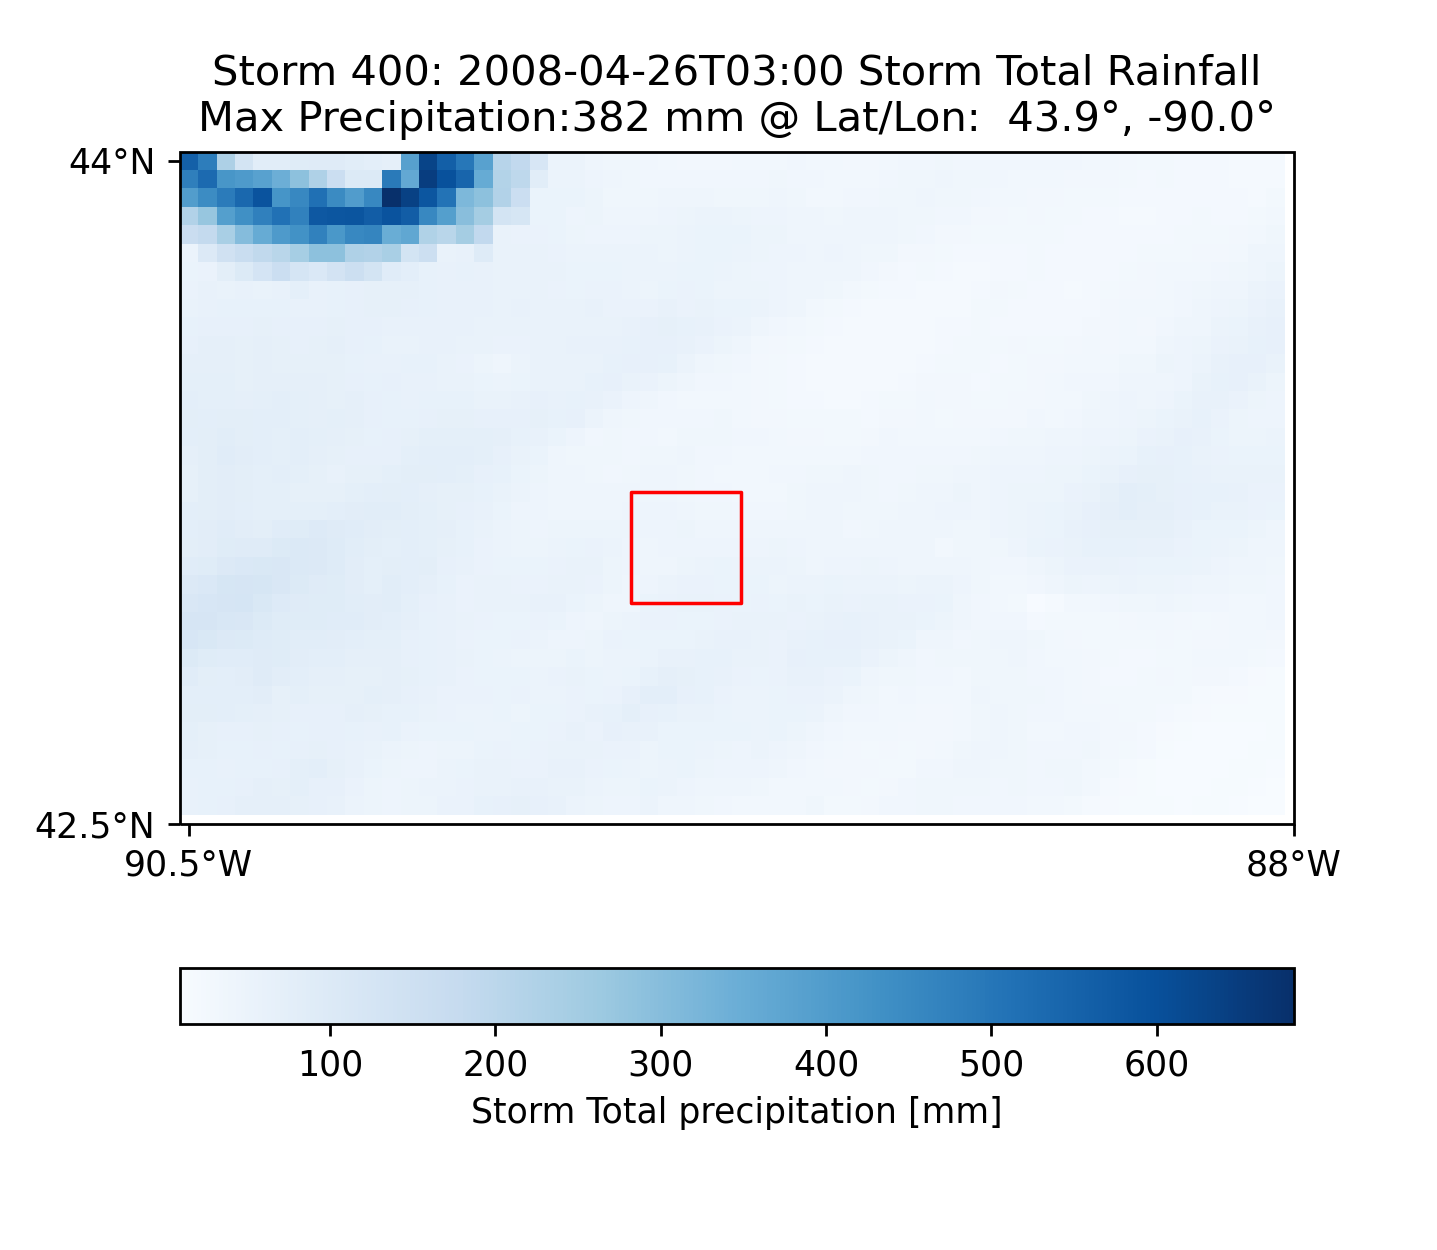 Storm 400: 2008-04-26T03:00 Storm Total Rainfall
Max Precipitation:382 mm @ Lat/Lon:  43.9°, -90.0°
44°N
42.5°N
90.5°W 88°W
100 200 300 400 500 600
Storm Total precipitation [mm]